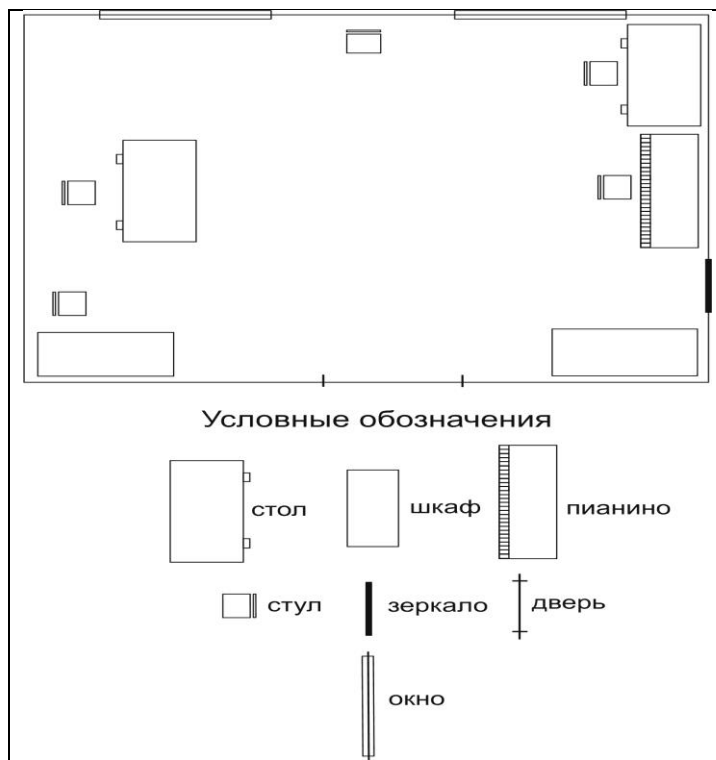 Условные обозначения
стол
шкаф
пианино
стул
зеркало
дверь
окно